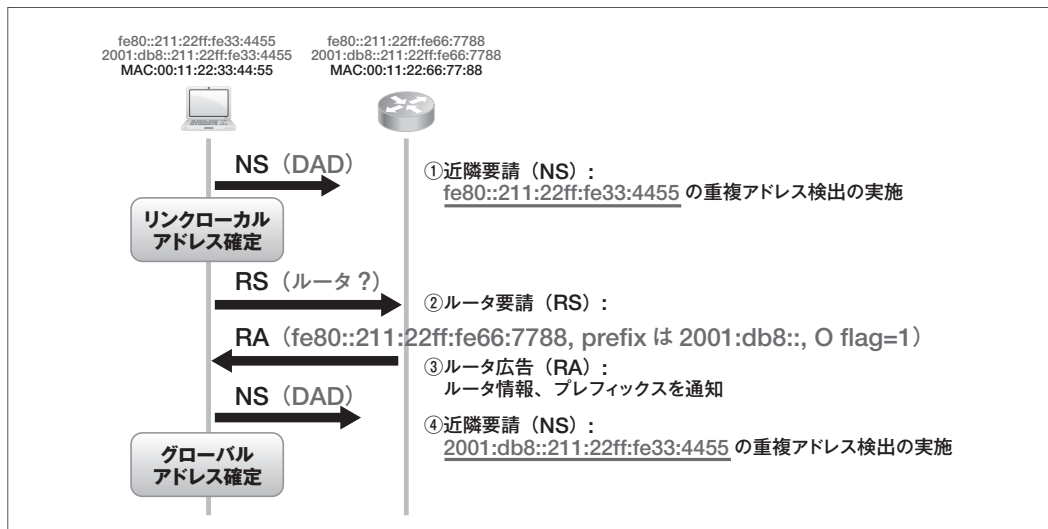 fe80::211:22ff:fe33:4455
2001:db8::211:22ff:fe33:4455
MAC:00:11:22:33:44:55
fe80::211:22ff:fe66:7788
2001:db8::211:22ff:fe66:7788
MAC:00:11:22:66:77:88
NS（DAD）
①近隣要請（NS）:
fe80::211:22ff:fe33:4455 の重複アドレス検出の実施
リンクローカル
アドレス確定
RS（ルータ？）
②ルータ要請（RS）:
RA（fe80::211:22ff:fe66:7788, prefix は 2001:db8::, O flag=1）
③ルータ広告（RA）:
ルータ情報、プレフィックスを通知
NS（DAD）
④近隣要請（NS）:
2001:db8::211:22ff:fe33:4455 の重複アドレス検出の実施
グローバル
アドレス確定